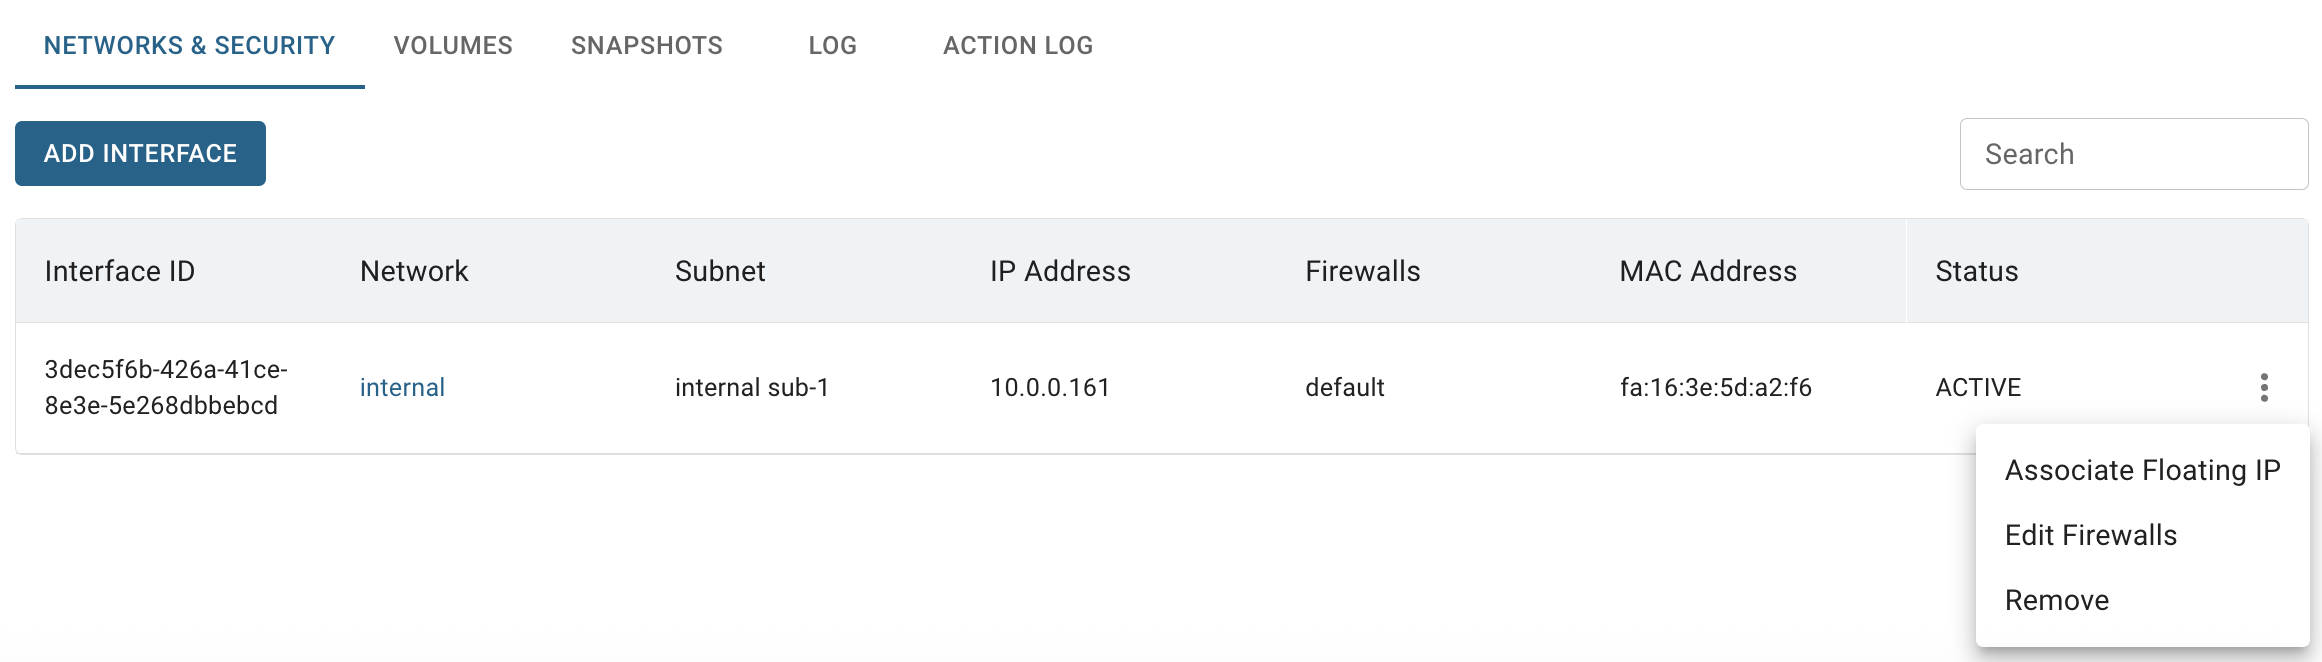 NETWORKS & SECURITY VOLUMES SNAPSHOTS LOG ACTION LOG
ADD INTERFACE Search
Interface ID Network Subnet IP Address Firewalls MAC Address Status
3dec5f6b-426a-41ce-
8e3e-5e268dbbebcd internal internal sub-1 10.0.0.161 default fa:16:3e:5d:a2:f6 ACTIVE
Associate Floating IP
Edit Firewalls
Remove